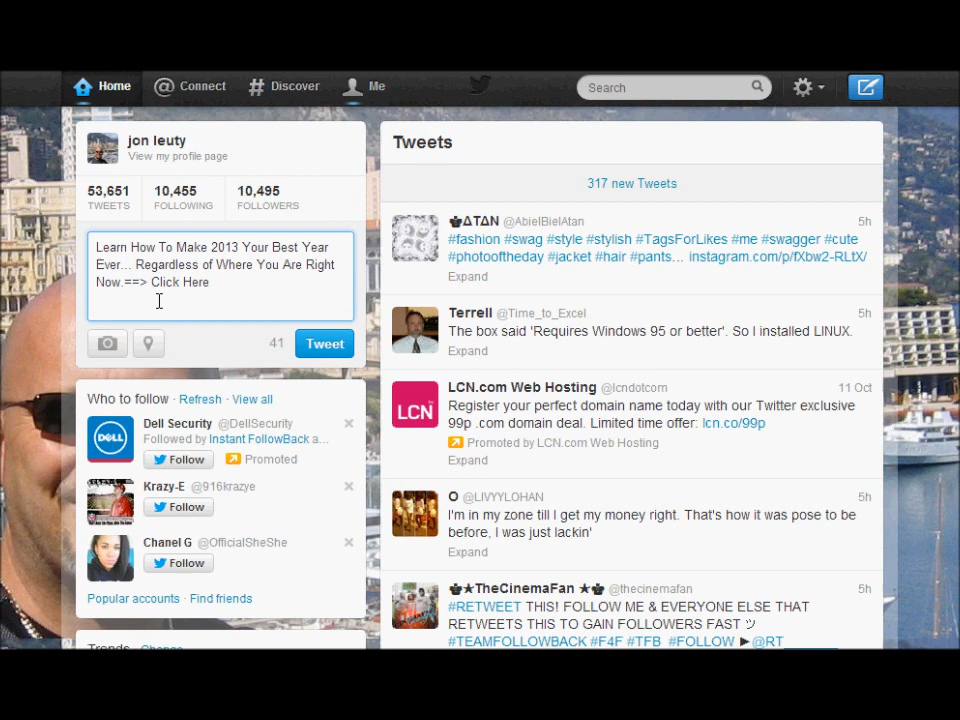 Home
Connect
Discover
Me
Search
jon leuty
View my profile page
53,651
TWEETS
10,455
FOLLOWING
10,495
FOLLOWERS
Learn How To Make 2013 Your Best Year
Ever... Regardless of Where You Are Right
Now.==> Click Here
41
Tweet
Who to follow · Refresh · View all
DELL
Dell Security @DellSecurity
Followed by Instant FollowBack a...
Follow
Promoted
Krazy-E @916krazye
Follow
Chanel G @OfficialSheShe
Follow
Popular accounts · Find friends
Trends · Change
Tweets
317 new Tweets
ΔTΔN @AbielBielAtan
5h
#fashion #swag #style #stylish #TagsForLikes #me #swagger #cute
#photooftheday #jacket #hair #pants... instagram.com/p/fXbw2-RLtX/
Expand
Terrell @Time_to_Excel
5h
The box said 'Requires Windows 95 or better'. So I installed LINUX.
Expand
LCN
LCN.com Web Hosting @lcndotcom
11 Oct
Register your perfect domain name today with our Twitter exclusive
99p .com domain deal. Limited time offer: lcn.co/99p
Promoted by LCN.com Web Hosting
Expand
O @LIVYYLOHAN
5h
I'm in my zone till I get my money right. That's how it was pose to be
before, I was just lackin'
Expand
★TheCinemaFan ★ @thecinemafan
5h
#RETWEET THIS! FOLLOW ME & EVERYONE ELSE THAT
RETWEETS THIS TO GAIN FOLLOWERS FAST ツ
#TEAMFOLLOWBACK #F4F #TFB #FOLLOW ►@RT